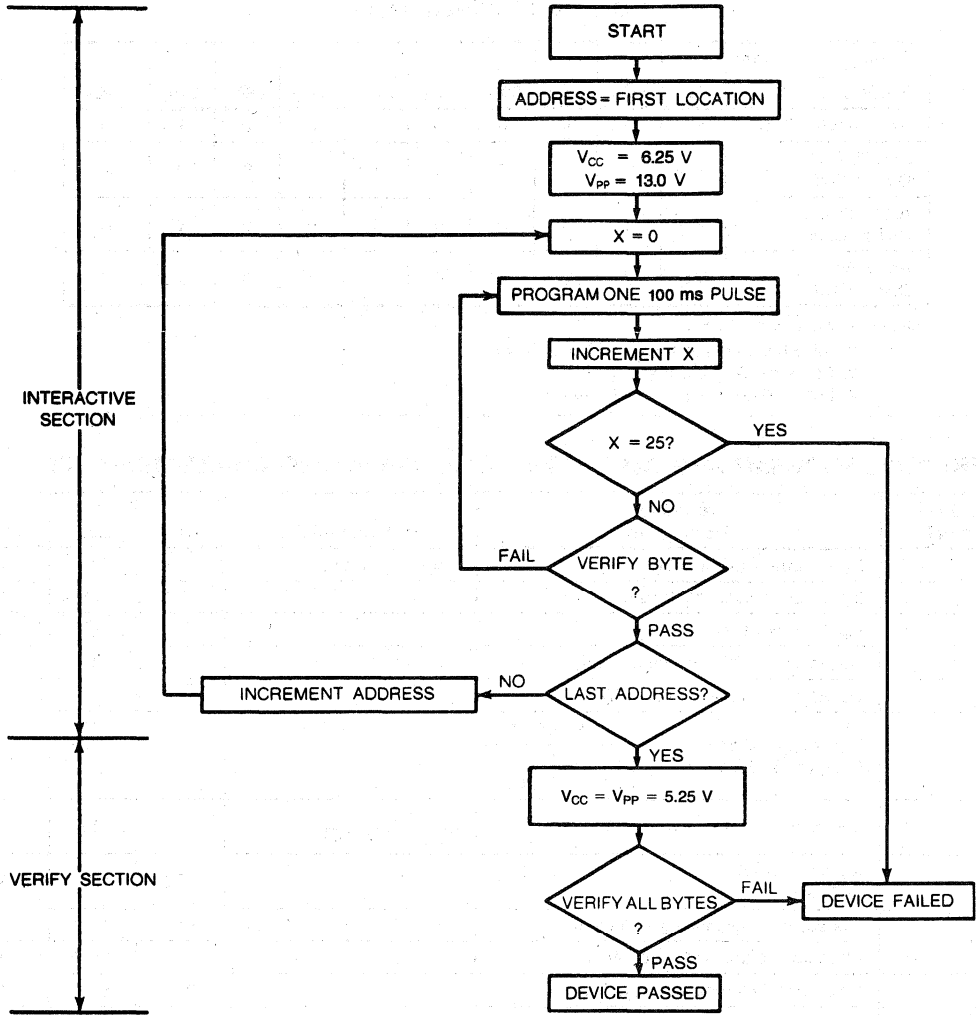 START
ADDRESS = FIRST LOCATION
VCC = 6.25 V
VPP = 13.0 V
X = 0
PROGRAM ONE 100 ms PULSE
INCREMENT X
INTERACTIVE
SECTION
X = 25?
YES
NO
FAIL
VERIFY BYTE
?
PASS
INCREMENT ADDRESS
NO
LAST ADDRESS?
YES
VCC = VPP = 5.25 V
VERIFY SECTION
VERIFY ALL BYTES
?
FAIL
DEVICE FAILED
PASS
DEVICE PASSED